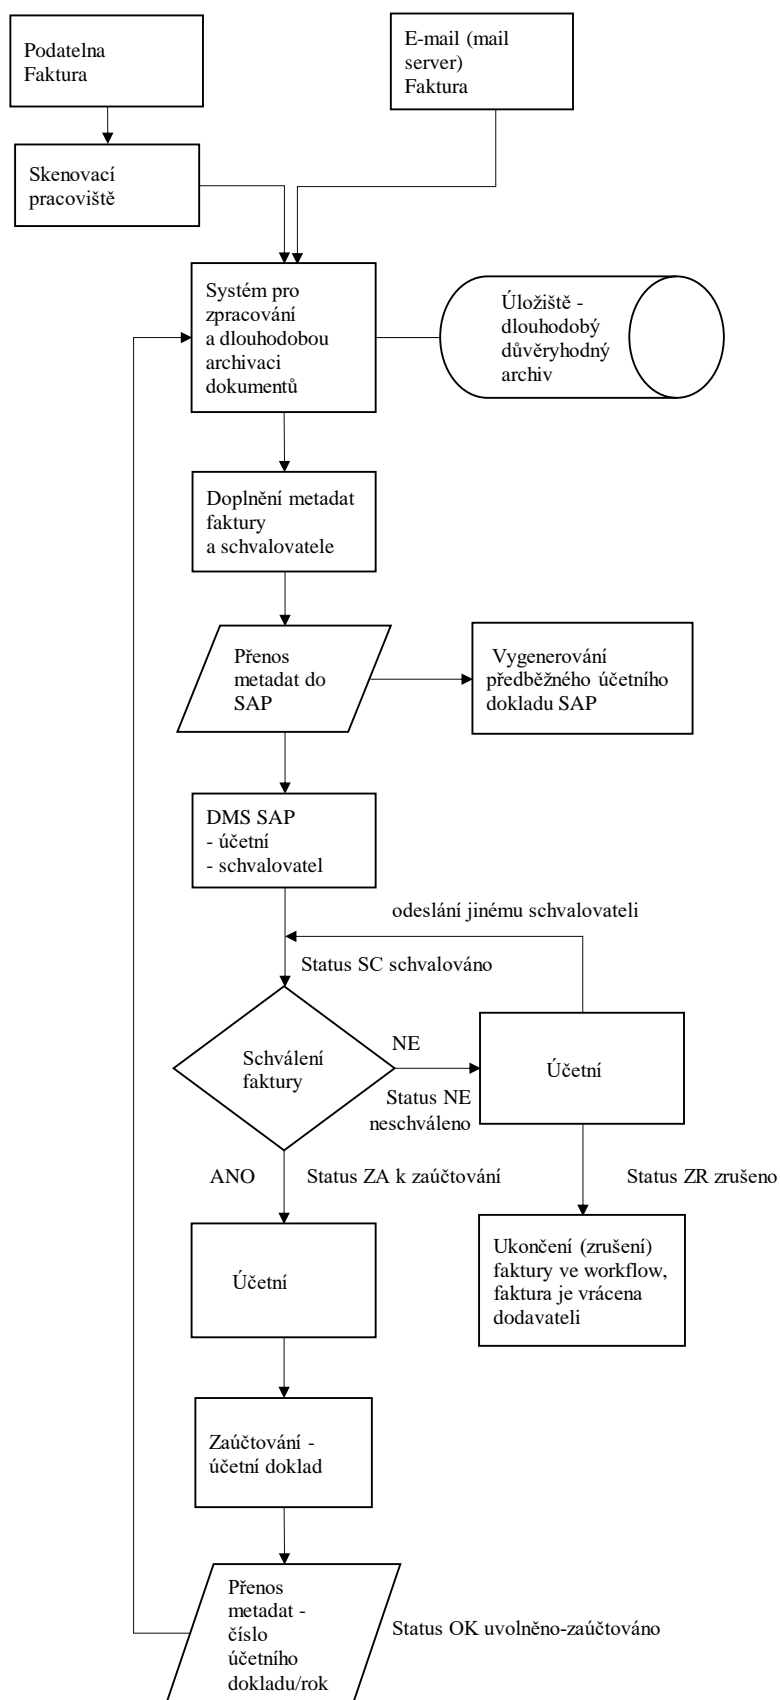 Podatelna
Faktura
E-mail (mail
server)
Faktura
Skenovací
pracoviště
Systém pro
zpracování
a dlouhodobou
archivaci
dokumentů
Úložiště -
dlouhodobý
důvěryhodný
archiv
Doplnění metadat
faktury
a schvalovatele
Přenos
metadat do
SAP
Vygenerování
předběžného účetního
dokladu SAP
DMS SAP
- účetní
- schvalovatel
odeslání jinému schvalovateli
Status SC schvalováno
Schválení
faktury
NE
Status NE
neschváleno
Účetní
ANO
Status ZA k zaúčtování
Status ZR zrušeno
Účetní
Ukončení (zrušení)
faktury ve workflow,
faktura je vrácena
dodavateli
Zaúčtování -
účetní doklad
Přenos
metadat -
číslo
účetního
dokladu/rok
Status OK uvolněno-zaúčtováno